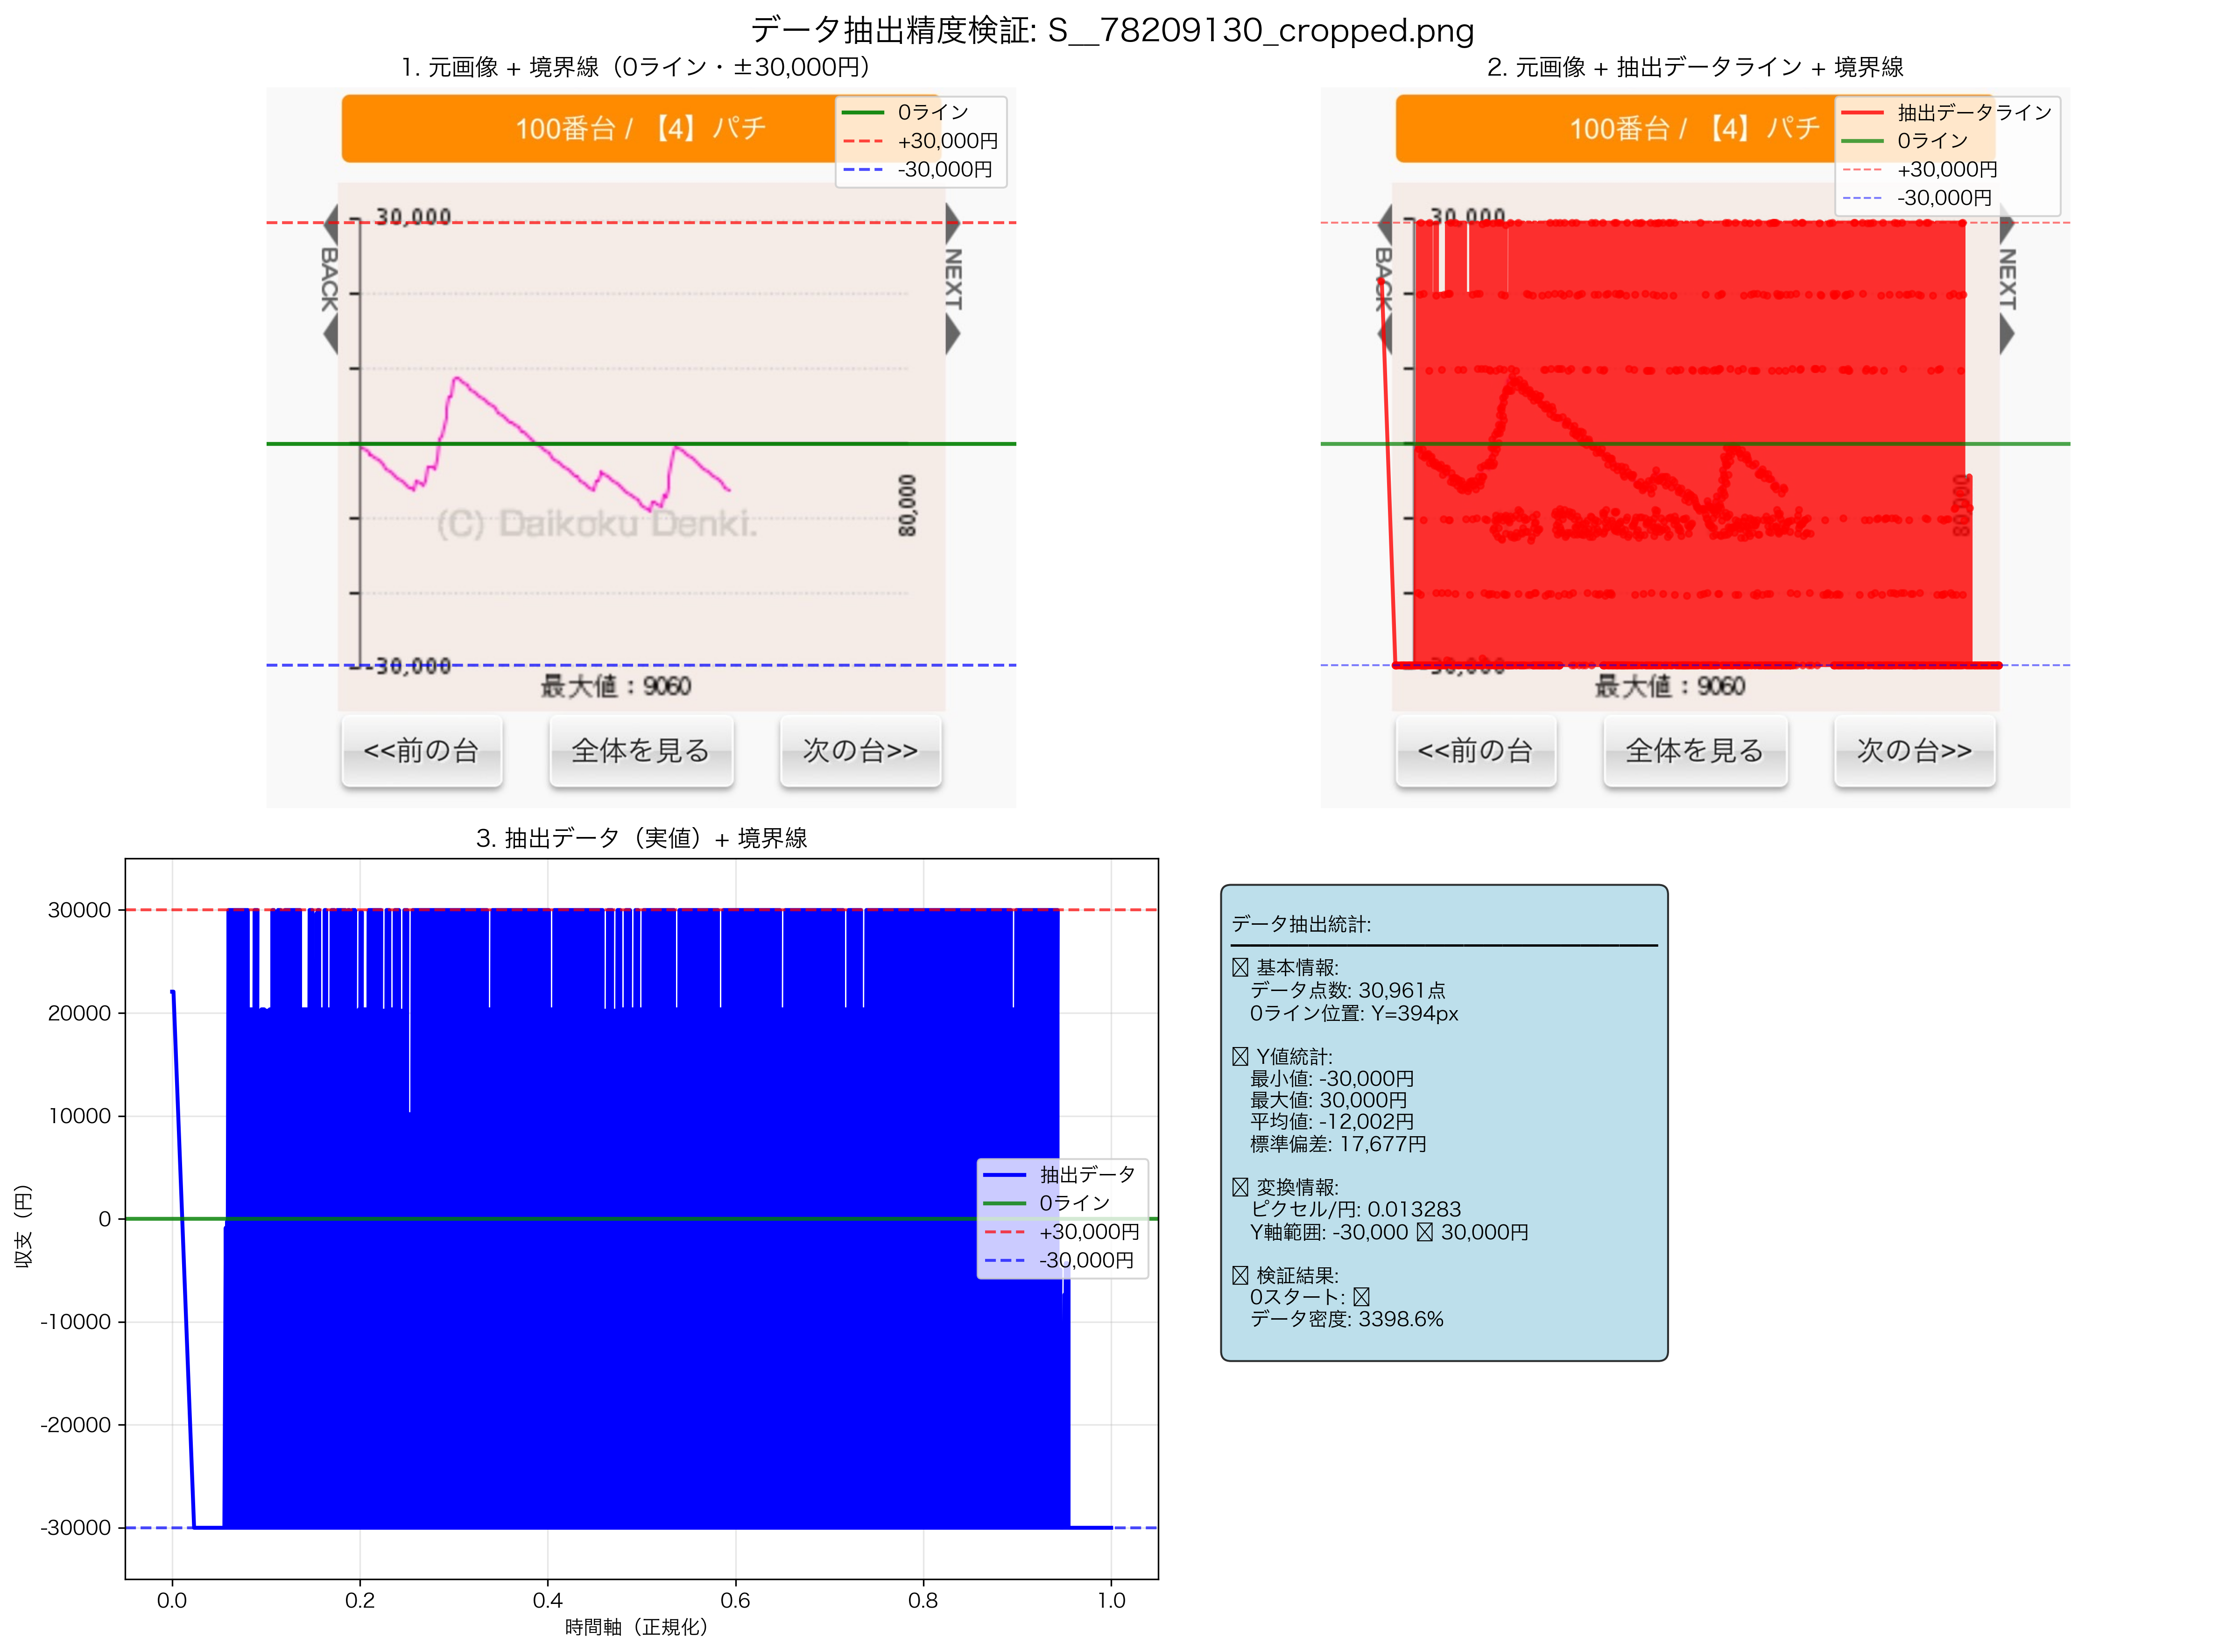 データ抽出精度検証: S__78209130_cropped.png
1. 元画像 + 境界線（0ライン・±30,000円）
100番台 / 【4】パチ
0ライン
+30,000円
-30,000円
30,000
BACK
NEXT
80,000
(C) Daikoku Denki.
-30,000
最大値：9060
<<前の台
全体を見る
次の台>>
2. 元画像 + 抽出データライン + 境界線
100番台 / 【4】パチ
抽出データライン
0ライン
+30,000円
-30,000円
30,000
BACK
NEXT
80,000
-30,000
最大値：9060
<<前の台
全体を見る
次の台>>
3. 抽出データ（実値）+ 境界線
30000
20000
10000
0
-10000
-20000
-30000
収支（円）
0.0 0.2 0.4 0.6 0.8 1.0
時間軸（正規化）
抽出データ
0ライン
+30,000円
-30,000円
データ抽出統計:
基本情報:
データ点数: 30,961点
0ライン位置: Y=394px
Y値統計:
最小値: -30,000円
最大値: 30,000円
平均値: -12,002円
標準偏差: 17,677円
変換情報:
ピクセル/円: 0.013283
Y軸範囲: -30,000 30,000円
検証結果:
0スタート:
データ密度: 3398.6%